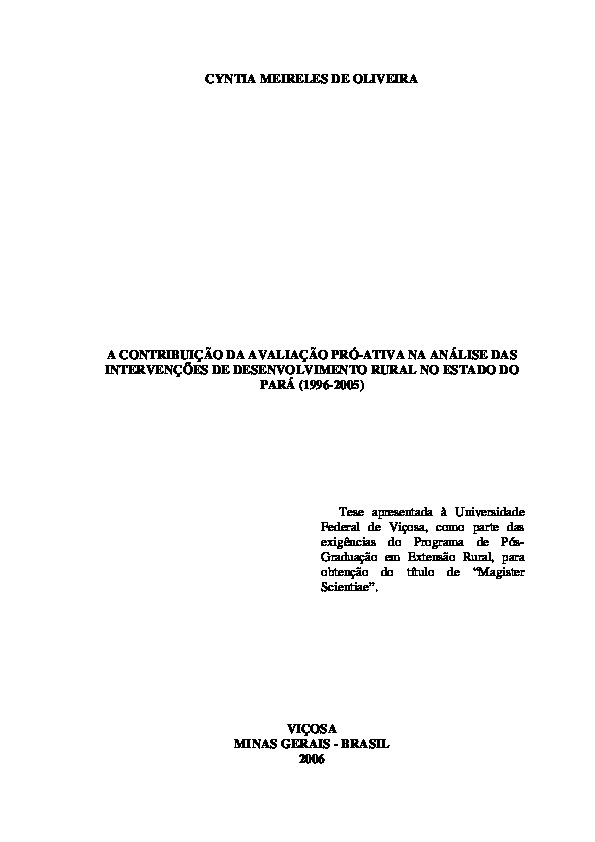 CYNTIA MEIRELES DE OLIVEIRA
A CONTRIBUIÇÃO DA AVALIAÇÃO PRÓ-ATIVA NA ANÁLISE DAS
INTERVENÇÕES DE DESENVOLVIMENTO RURAL NO ESTADO DO
PARÁ (1996-2005)
Tese apresentada à Universidade
Federal de Viçosa, como parte das
exigências do Programa de Pós-
Graduação em Extensão Rural, para
obtenção do título de “Magister
Scientiae”.
VIÇOSA
MINAS GERAIS - BRASIL
2006